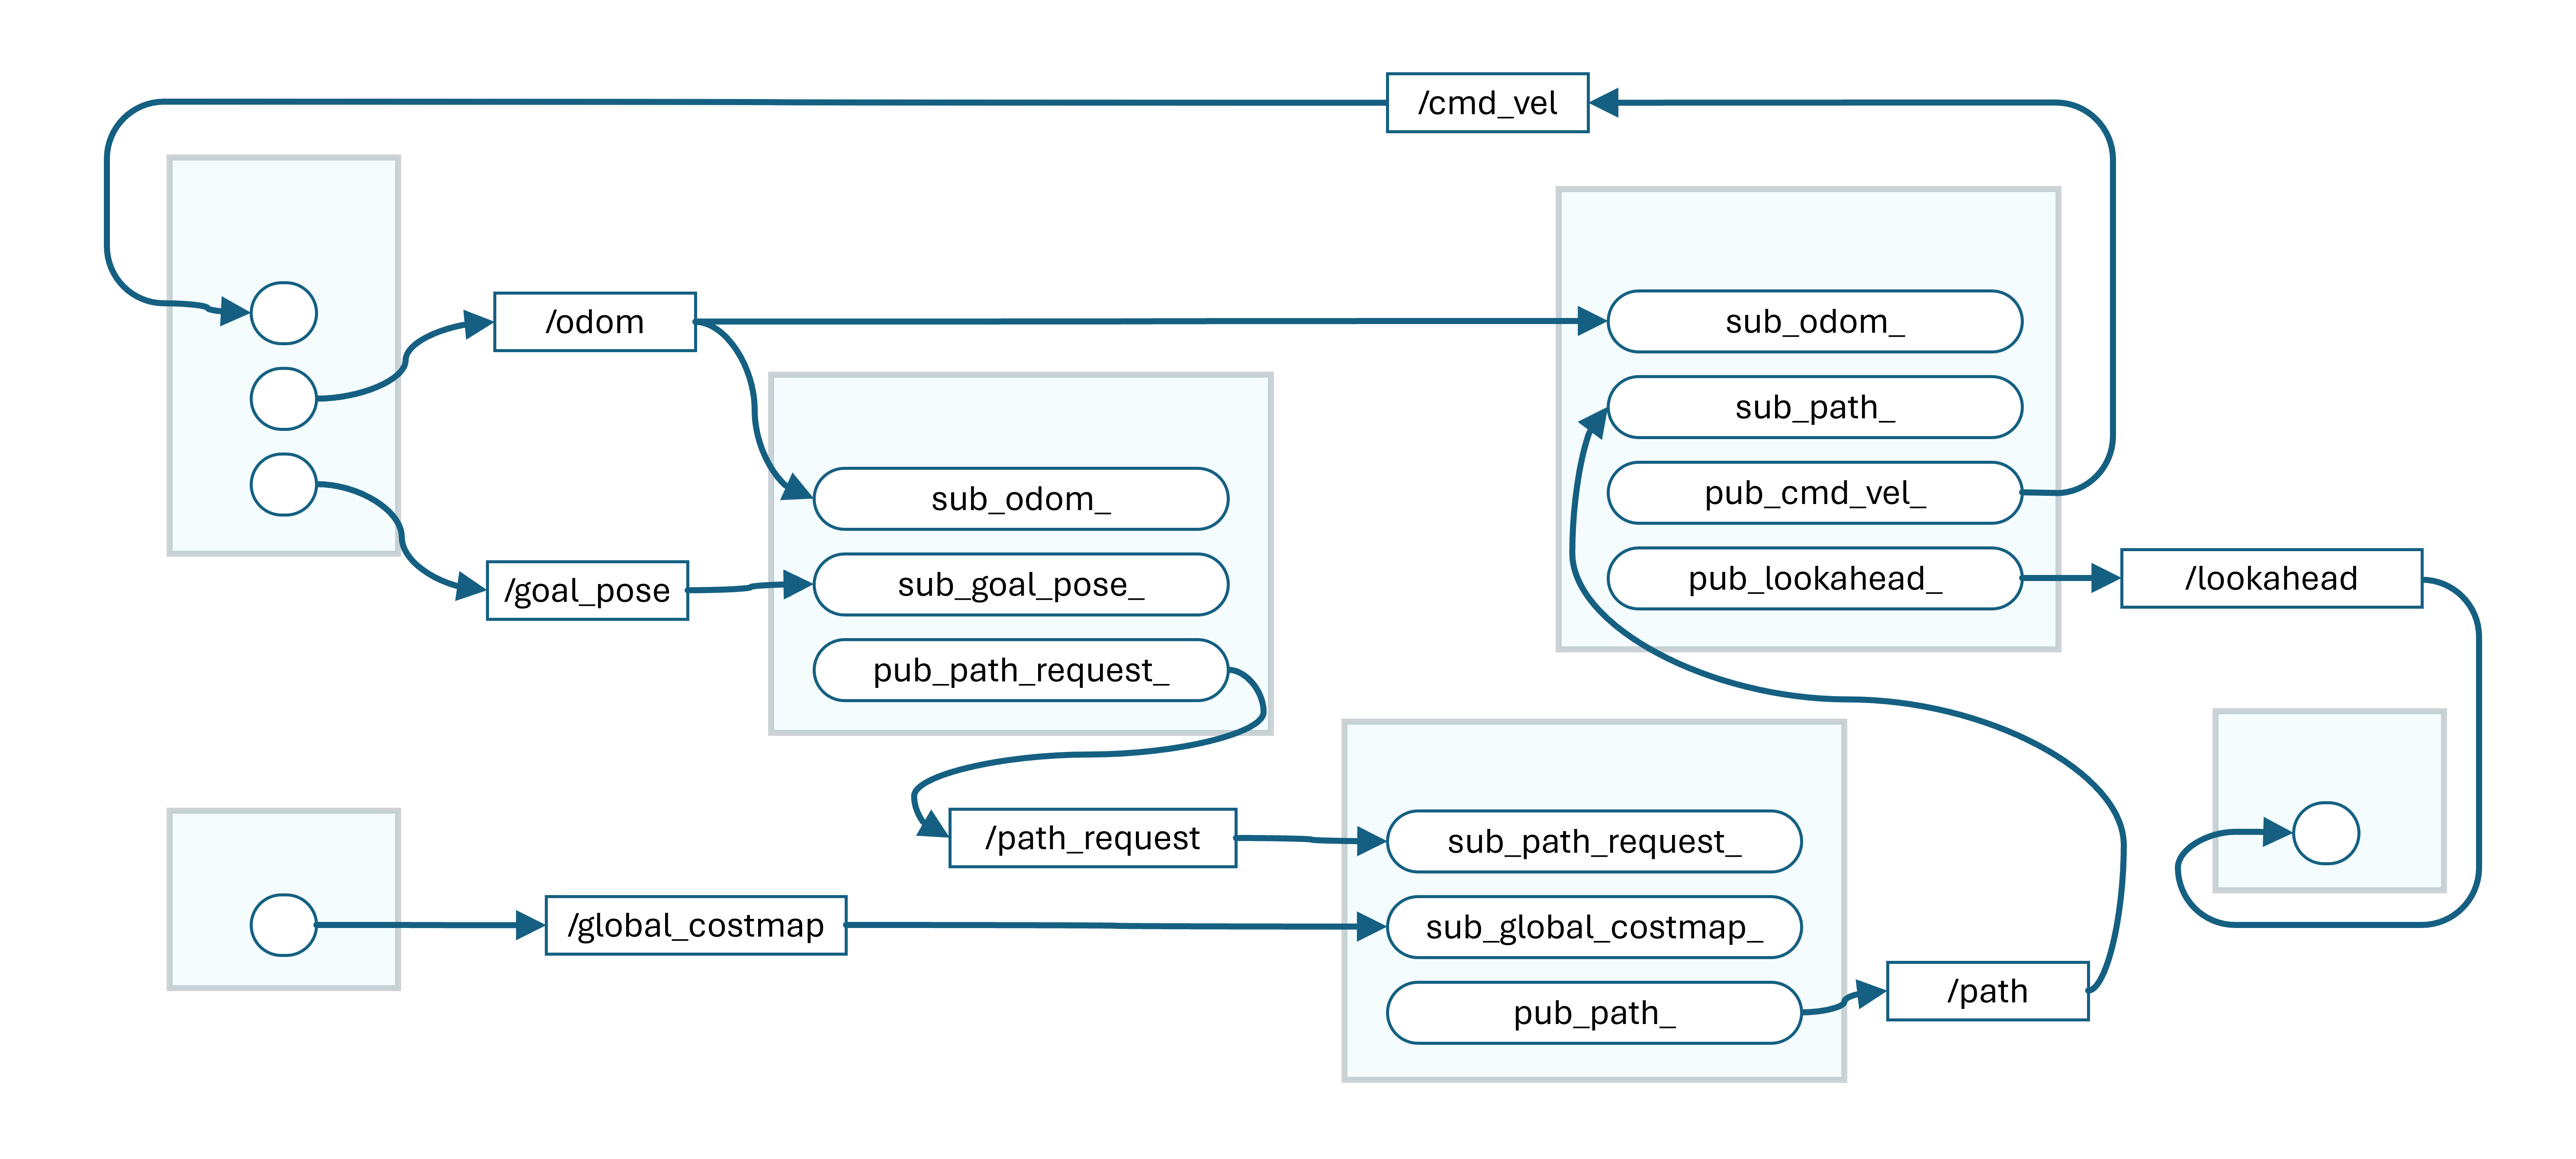 /cmd_vel
/odom
sub_odom_
sub_path_
pub_cmd_vel_
pub_lookahead_
/lookahead
sub_odom_
/goal_pose
sub_goal_pose_
pub_path_request_
/path_request
sub_path_request_
/global_costmap
sub_global_costmap_
pub_path_
/path